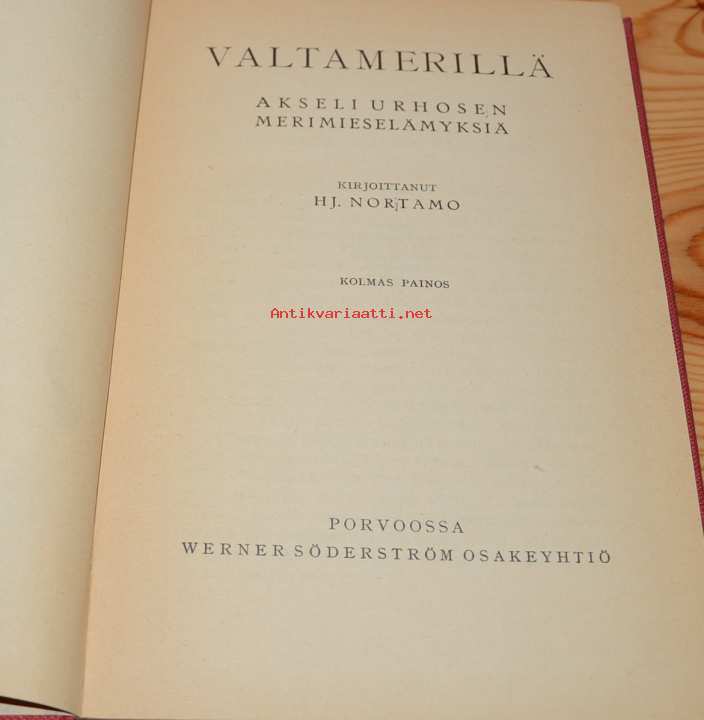 VALTAMERILLÄ
AKSELI URHOSEN
MERIMIESELÄMYKSIÄ
KIRJOITTANUT
HJ. NORTAMO
KOLMAS PAINOS
Antikvariaatti.net
PORVOOSSA
WERNER SÖDERSTRÖM OSAKEYHTIÖ